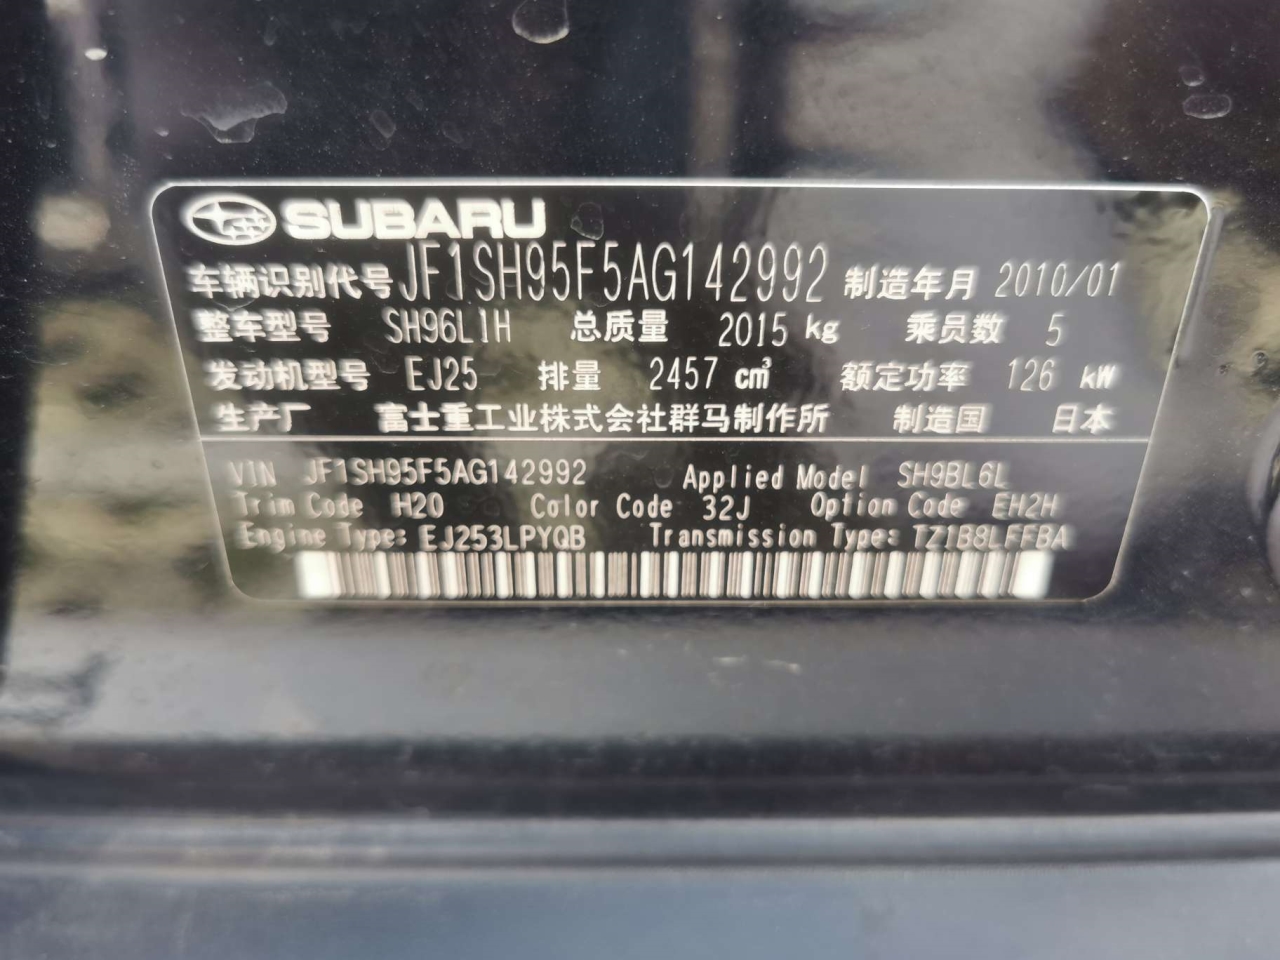 SUBARU
车辆识别代号 JF1SH95F5AG142992 制造年月 2010/01
整车型号 SH96L1H 总质量 2015 kg 乘员数 5
发动机型号 EJ25 排量 2457 cm³ 额定功率 126 kW
生产厂 富士重工业株式会社群马制作所 制造国 日本
VIN JF1SH95F5AG142992 Applied Model SH9BL6L
Trim Code H20 Color Code 32J Option Code EH2H
Engine Type: EJ253LPYQB Transmission Type: TZ1B8LFFBA